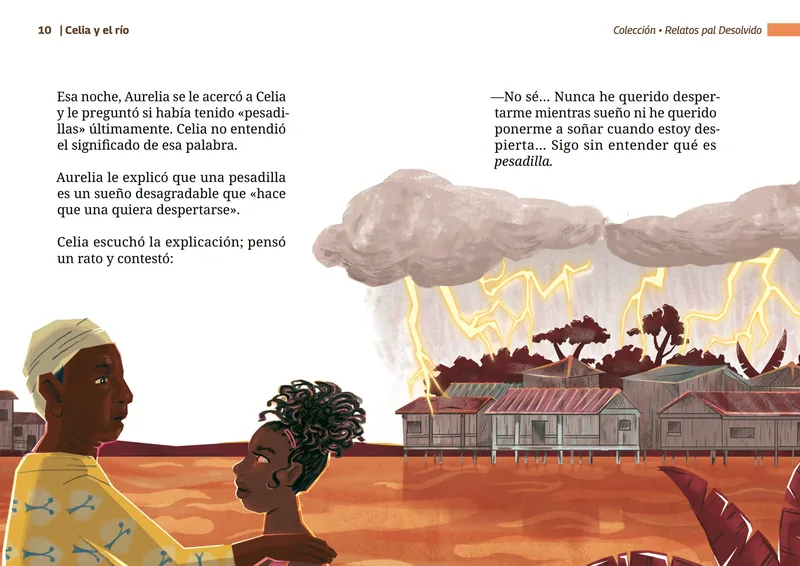 10 | Celia y el río
Colección • Relatos pal Desolvido
Esa noche, Aurelia se le acercó a Celia
y le preguntó si había tenido «pesadi-
llas» últimamente. Celia no entendió
el significado de esa palabra.
Aurelia le explicó que una pesadilla
es un sueño desagradable que «hace
que una quiera despertarse».
Celia escuchó la explicación; pensó
un rato y contestó:
—No sé... Nunca he querido desper-
tarme mientras sueño ni he querido
ponerme a soñar cuando estoy des-
pierta... Sigo sin entender qué es
pesadilla.